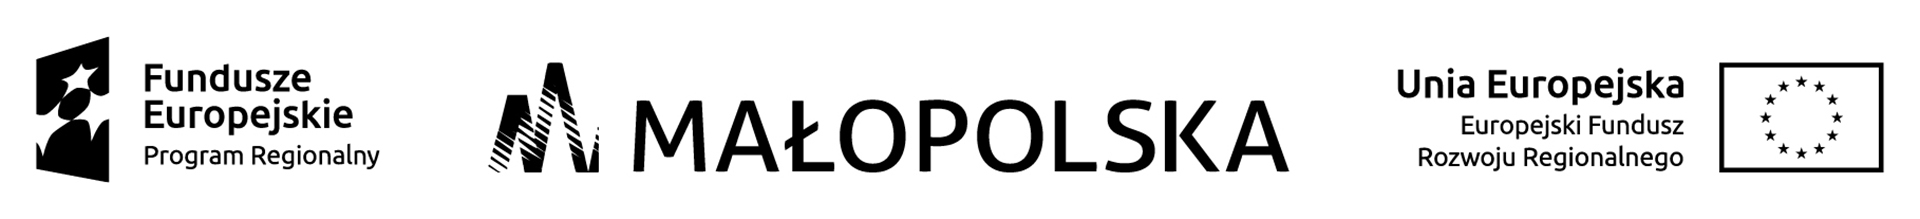 Fundusze
Europejskie
Program Regionalny
MAŁOPOLSKA
Unia Europejska
Europejski Fundusz
Rozwoju Regionalnego